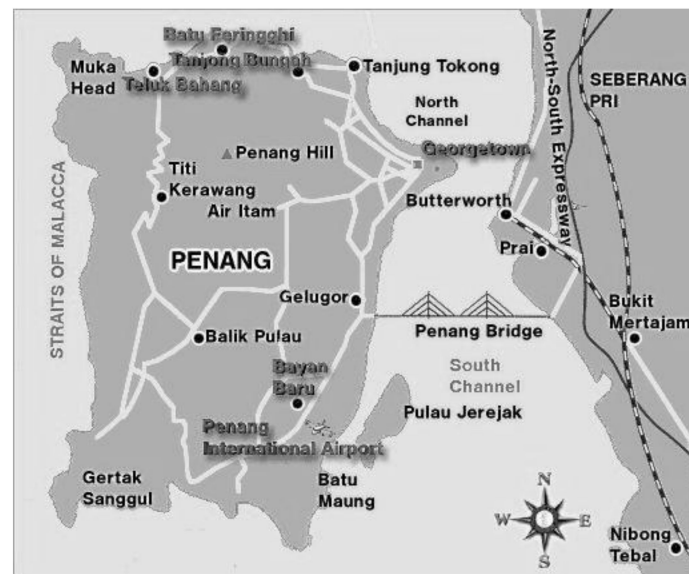 Batu Feringghi
Muka
Head
Tanjong Bungah
Teluk Bahang
Tanjung Tokong
North
Channel
North-South Expressway
SEBERANG
PRI
Penang Hill
Georgetown
Titi
Kerawang
Air Itam
Butterworth
STRAITS OF MALACCA
PENANG
Prai
Gelugor
Bukit
Mertajam
Penang Bridge
Balik Pulau
Bayan
Baru
South
Channel
Pulau Jerejak
Penang
International Airport
Gertak
Sanggul
Batu
Maung
N
W
E
S
Nibong
Tebal